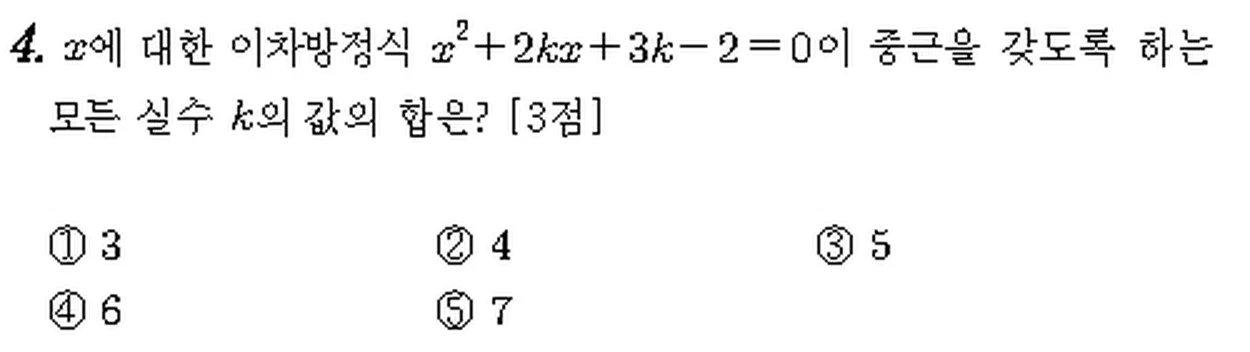 4. x에 대한 이차방정식 x²+2kx+3k-2=0이 중근을 갖도록 하는
모든 실수 k의 값의 합은? [3점]
① 3 ② 4 ③ 5
④ 6 ⑤ 7